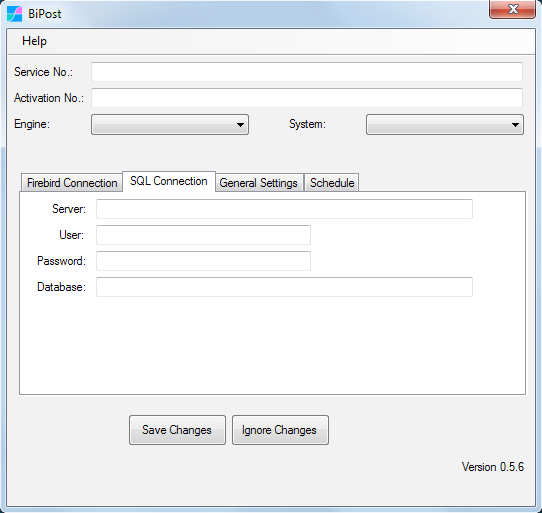 BiPost
Help
Service No.:
Activation No.:
Engine: System:
Firebird Connection SQL Connection General Settings Schedule
Server:
User:
Password:
Database:
Save Changes Ignore Changes
Version 0.5.6